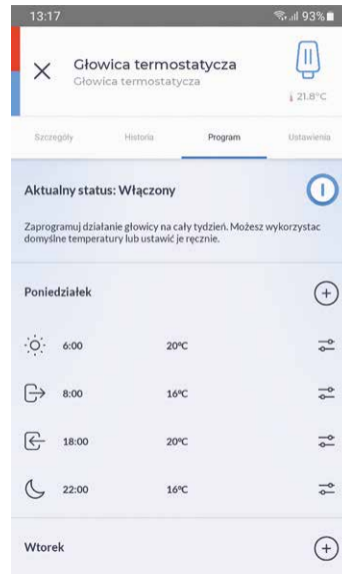 13:17 93%
Głowica termostatycza
Głowica termostatycza
21.8°C
Szczegóły Historia Program Ustawienia
Aktualny status: Włączony
Zaprogramuj działanie głowicy na cały tydzień. Możesz wykorzystac
domyślne temperatury lub ustawić je ręcznie.
Poniedziałek
6:00 20°C
8:00 16°C
18:00 20°C
22:00 16°C
Wtorek